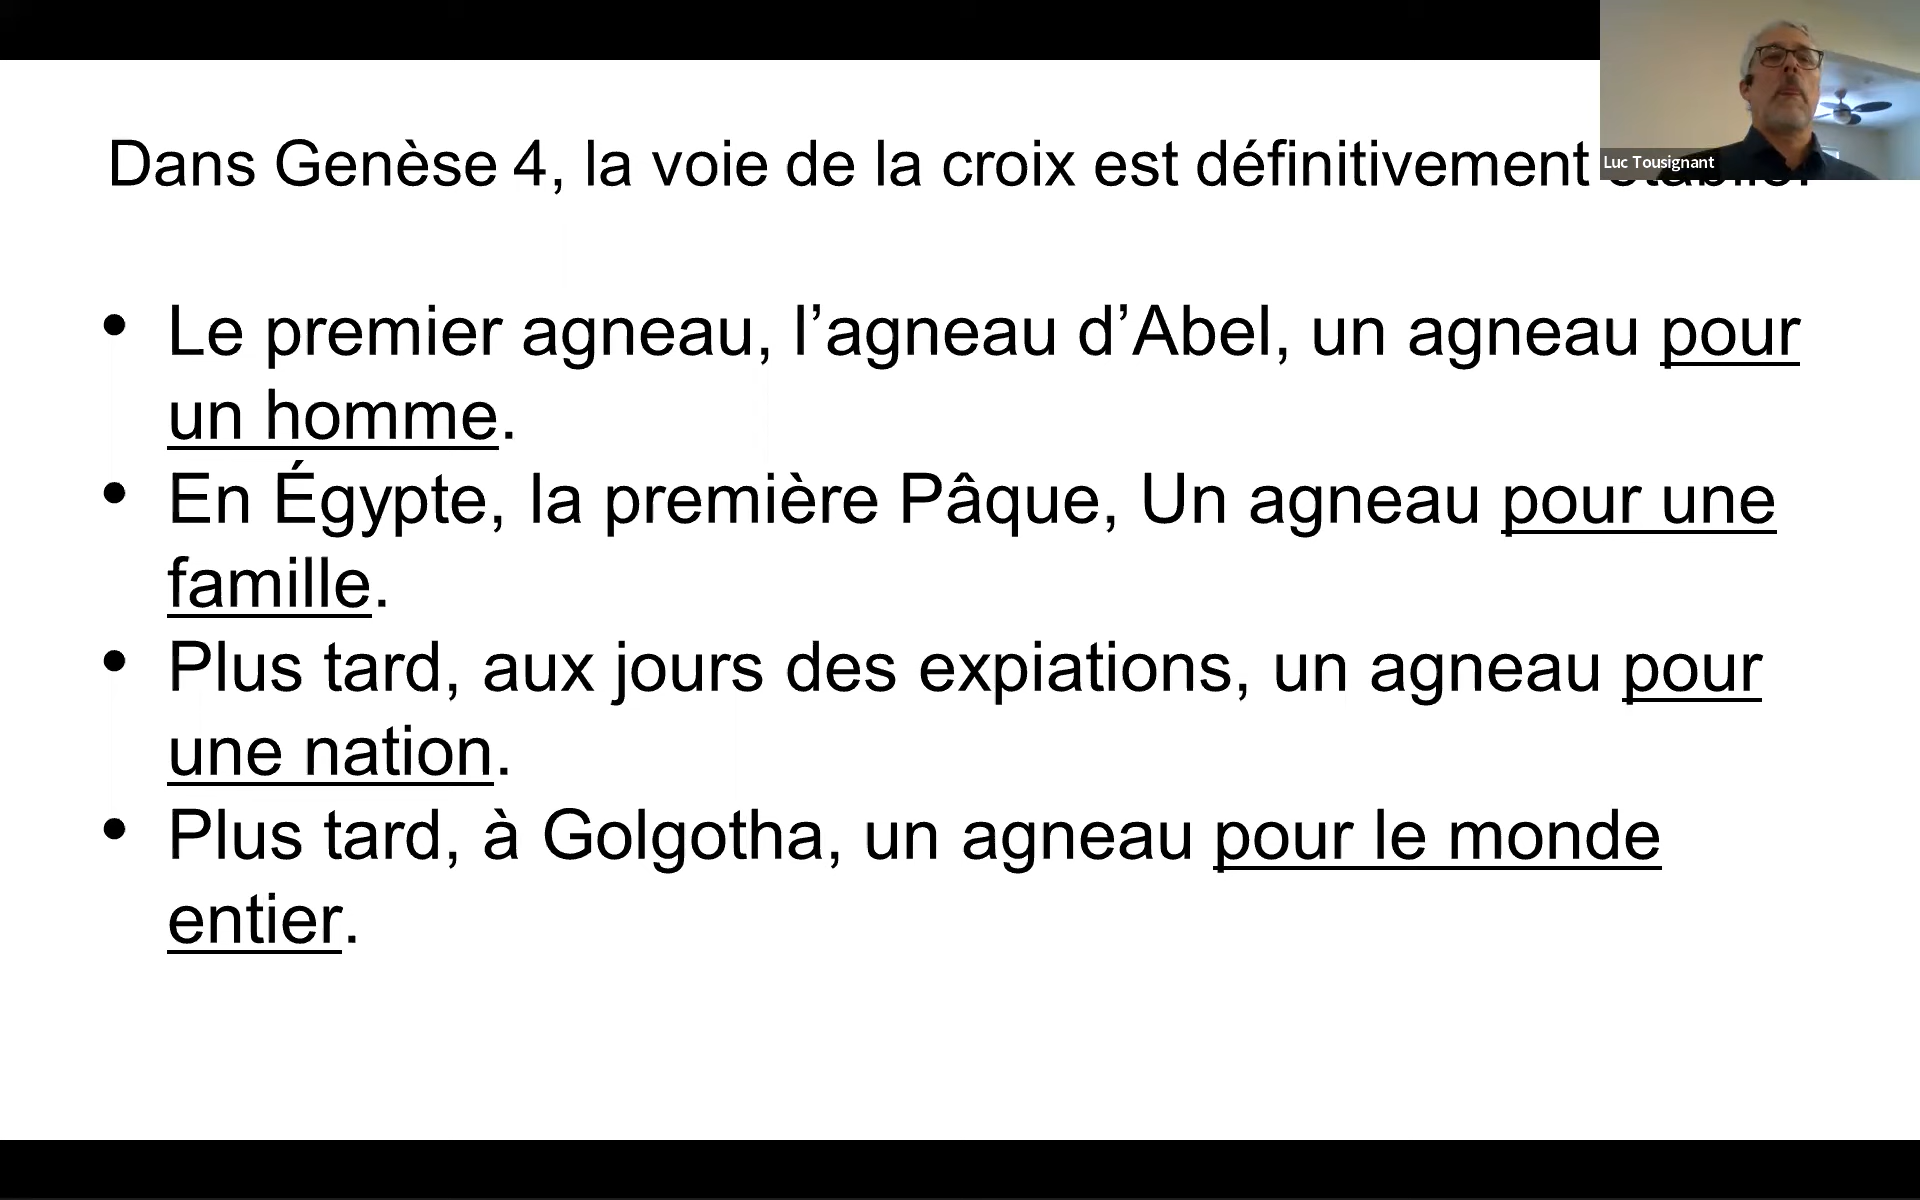 Dans Genèse 4, la voie de la croix est définitivement
Luc Tousignant
• Le premier agneau, l’agneau d’Abel, un agneau pour
un homme.
• En Égypte, la première Pâque, Un agneau pour une
famille.
• Plus tard, aux jours des expiations, un agneau pour
une nation.
• Plus tard, à Golgotha, un agneau pour le monde
entier.